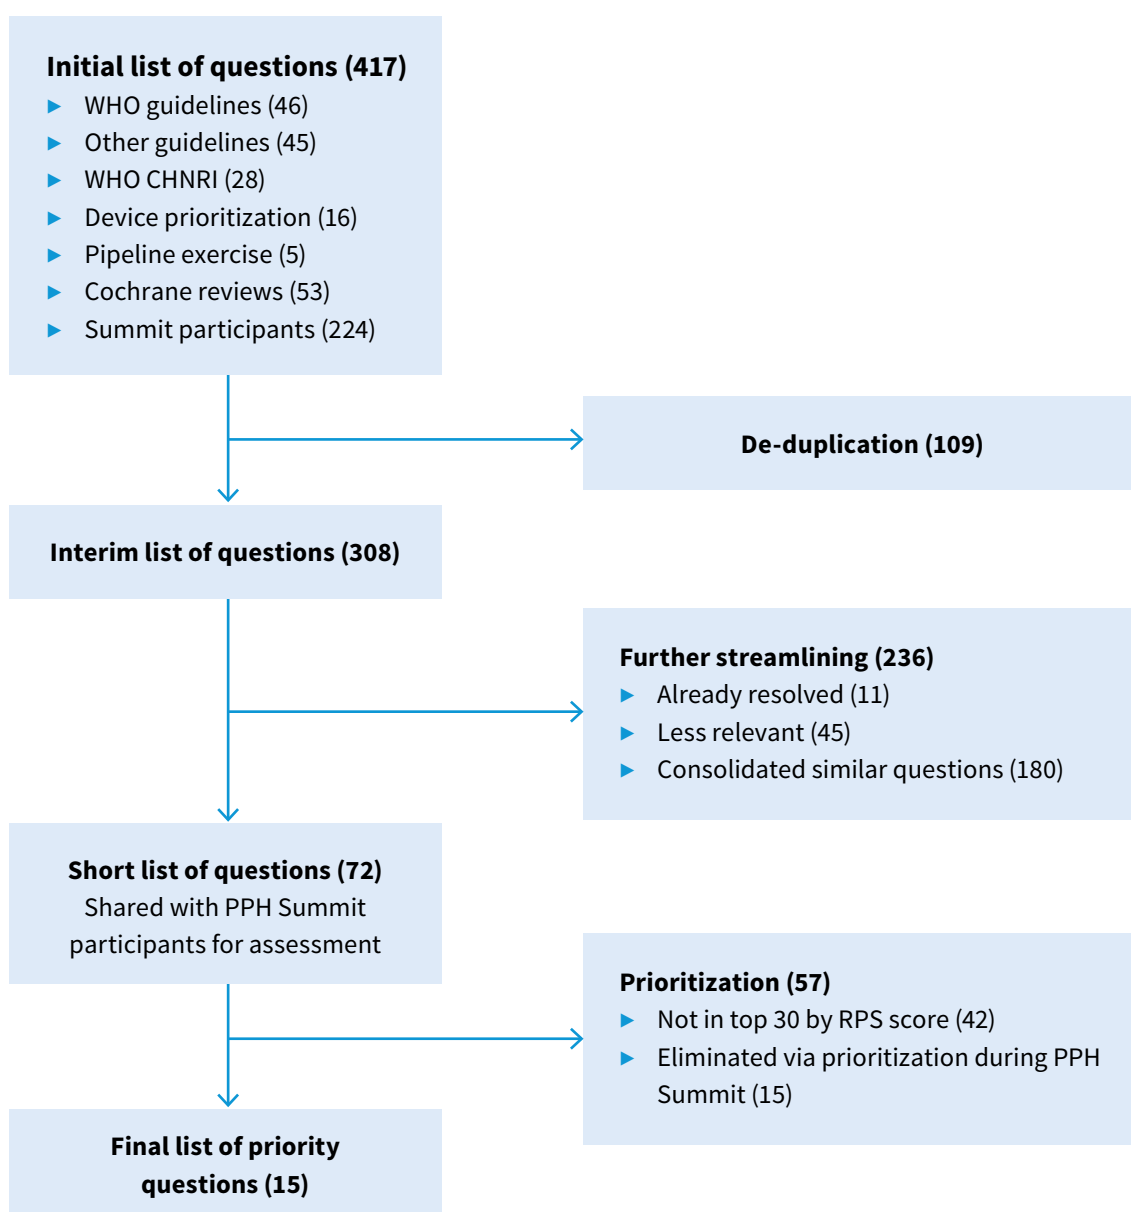 Initial list of questions (417)
► WHO guidelines (46)
► Other guidelines (45)
► WHO CHNRI (28)
► Device prioritization (16)
► Pipeline exercise (5)
► Cochrane reviews (53)
► Summit participants (224)
De-duplication (109)
Interim list of questions (308)
Further streamlining (236)
► Already resolved (11)
► Less relevant (45)
► Consolidated similar questions (180)
Short list of questions (72)
Shared with PPH Summit
participants for assessment
Prioritization (57)
► Not in top 30 by RPS score (42)
► Eliminated via prioritization during PPH
Summit (15)
Final list of priority
questions (15)